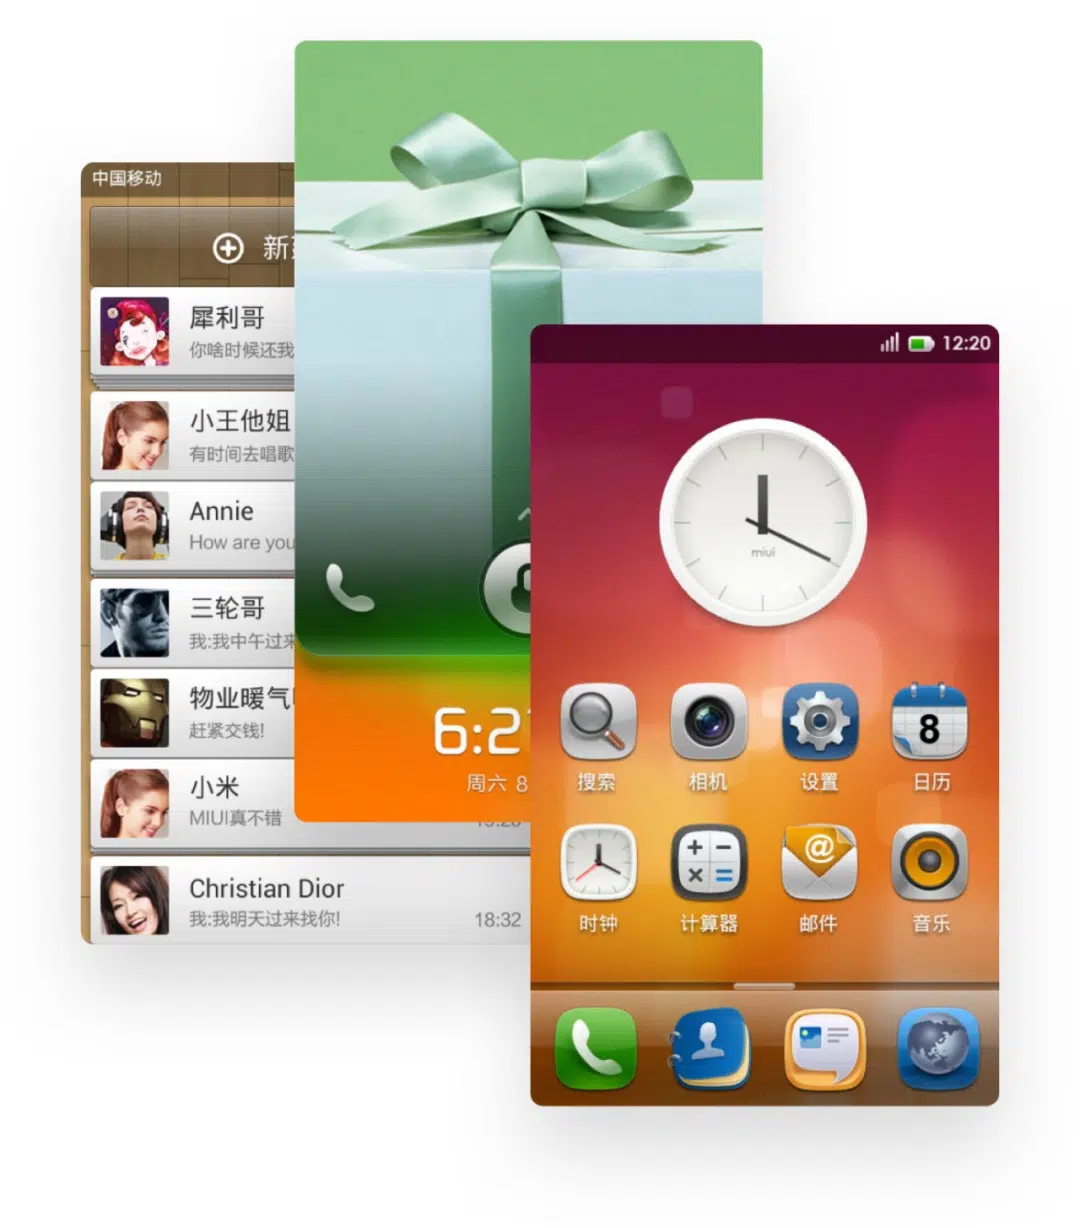 中国移动
新建
犀利哥
你啥时候还我
小王他姐
有时间去唱歌
Annie
How are you
三轮哥
我:我中午过来
物业暖气
赶紧交钱!
小米
MIUI真不错
Christian Dior
我:我明天过来找你!
18:32
6:2
周六 8
12:20
miui
8
搜索
相机
设置
日历
@
时钟
计算器
邮件
音乐